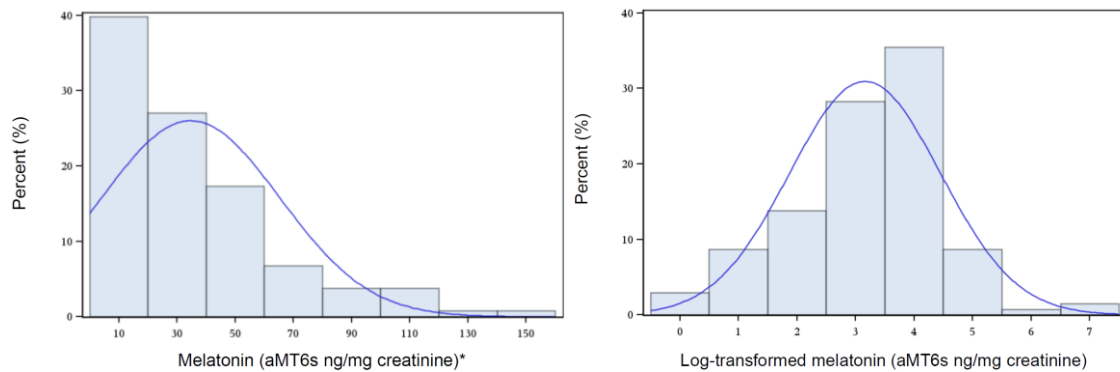 40
30
20
10
0
Percent (%)
10 30 50 70 90 110 130 150
Melatonin (aMT6s ng/mg creatinine)*
40
30
20
10
0
Percent (%)
0 1 2 3 4 5 6 7
Log-transformed melatonin (aMT6s ng/mg creatinine)